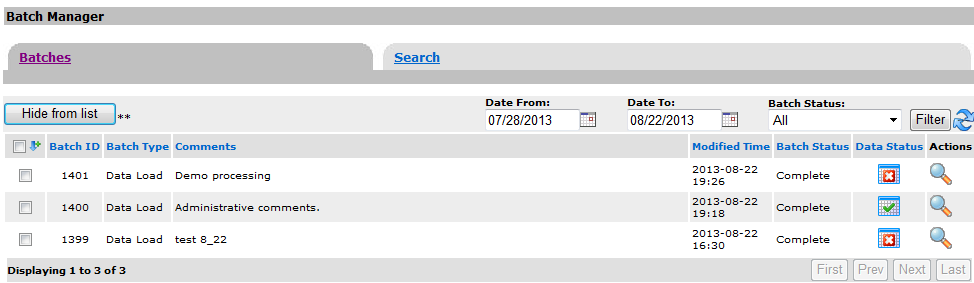 Batch Manager
Batches Search
Date From: Date To: Batch Status:
Hide from list ** 07/28/2013 08/22/2013 All Filter
Batch ID Batch Type Comments Modified Time Batch Status Data Status Actions
1401 Data Load Demo processing 2013-08-22 19:26 Complete
1400 Data Load Administrative comments. 2013-08-22 19:18 Complete
1399 Data Load test 8_22 2013-08-22 16:30 Complete
Displaying 1 to 3 of 3 First Prev Next Last